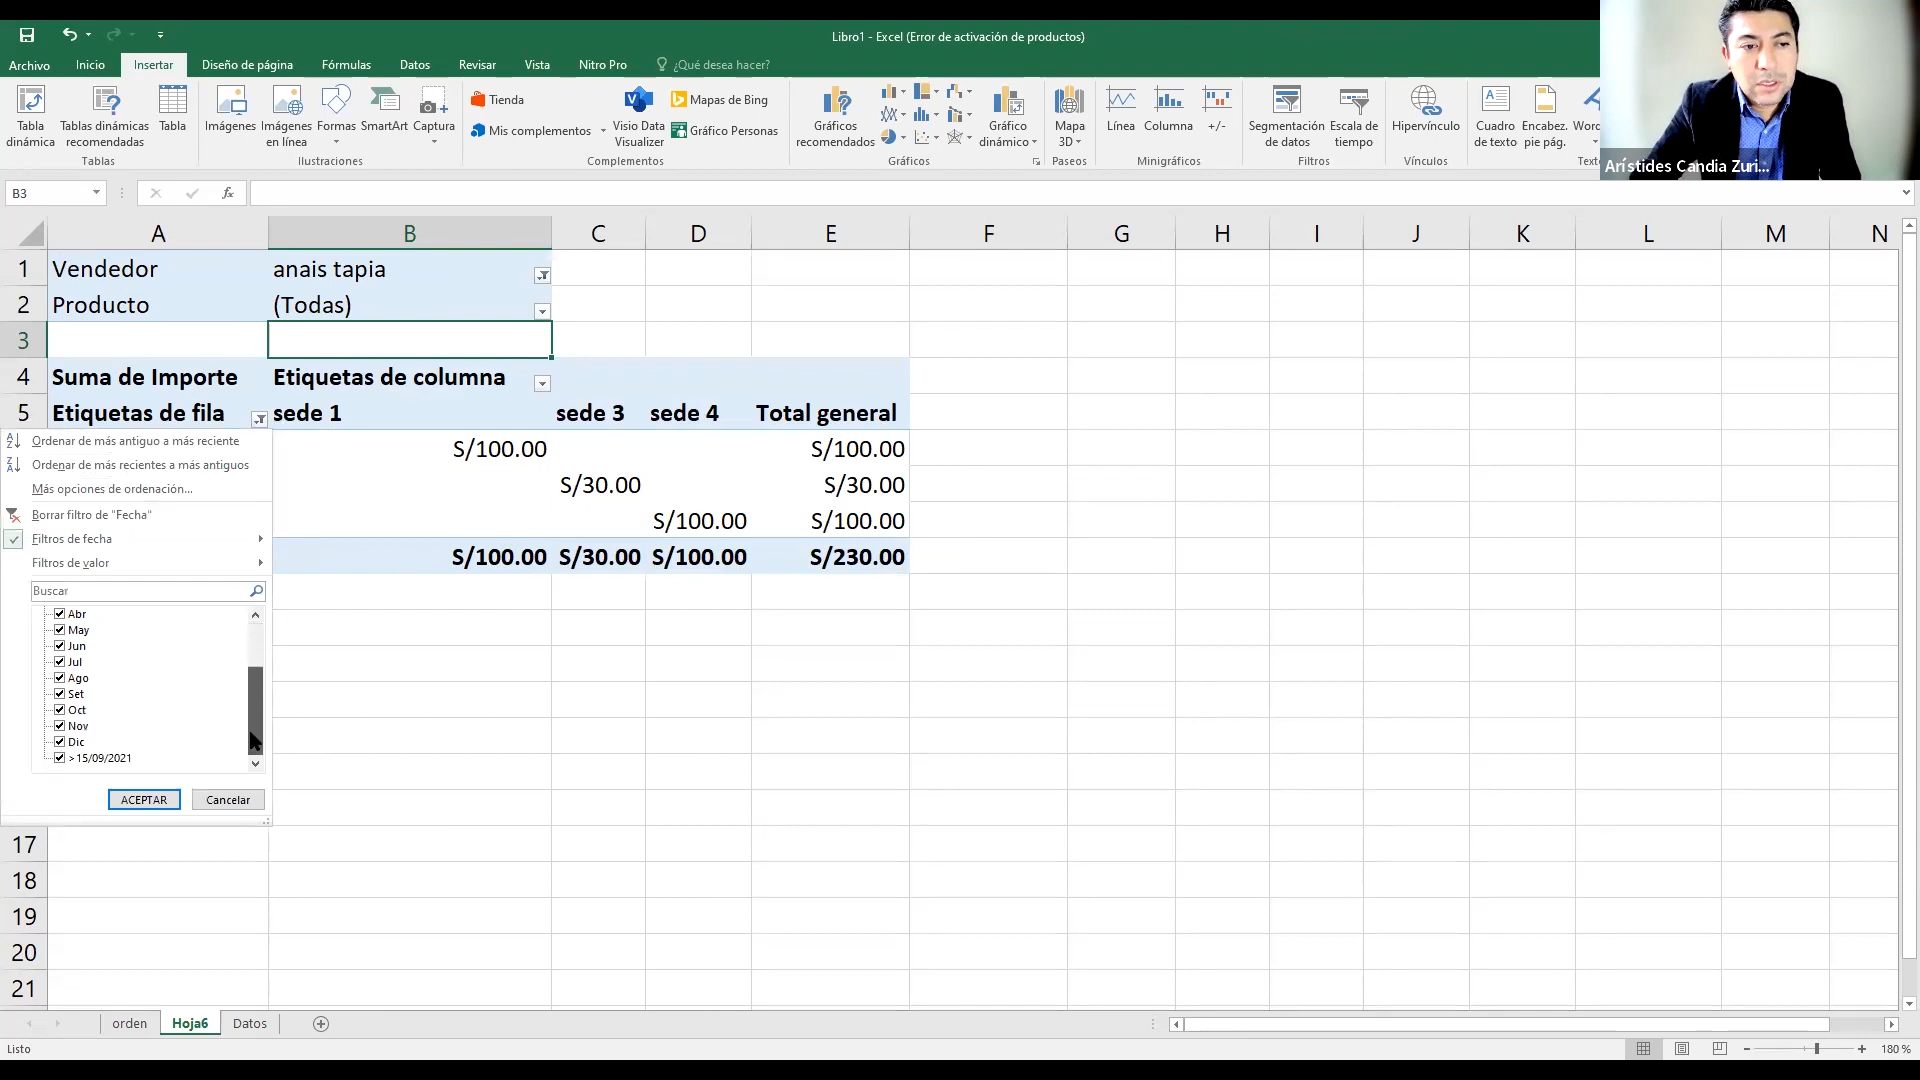 Libro1 - Excel (Error de activación de productos)
Archivo Inicio Insertar Diseño de página Fórmulas Datos Revisar Vista Nitro Pro ¿Qué desea hacer?
Tabla dinámica
Tablas dinámicas recomendadas
Tabla
Tablas
Imágenes
Imágenes en línea
Formas
SmartArt
Captura
Ilustraciones
Tienda
Mis complementos
Visio Data Visualizer
Mapas de Bing
Gráfico Personas
Complementos
Gráficos recomendados
Gráfico dinámico
Gráficos
Mapa 3D
Paseos
Línea
Columna
+/-
Minigráficos
Segmentación de datos
Escala de tiempo
Filtros
Hipervínculo
Vínculos
Cuadro de texto
Encabez. pie pág.
Arístides Candia Zuri...
B3
fx
A B C D E F G H I J K L M N
1 Vendedor anais tapia
2 Producto (Todas)
3
4 Suma de Importe Etiquetas de columna
5 Etiquetas de fila sede 1 sede 3 sede 4 Total general
S/100.00 S/100.00
S/30.00 S/30.00
S/100.00 S/100.00
S/100.00 S/30.00 S/100.00 S/230.00
Ordenar de más antiguo a más reciente
Ordenar de más recientes a más antiguos
Más opciones de ordenación...
Borrar filtro de "Fecha"
Filtros de fecha
Filtros de valor
Buscar
Abr
May
Jun
Jul
Ago
Set
Oct
Nov
Dic
>15/09/2021
ACEPTAR Cancelar
17
18
19
20
21
orden Hoja6 Datos
Listo
180 %